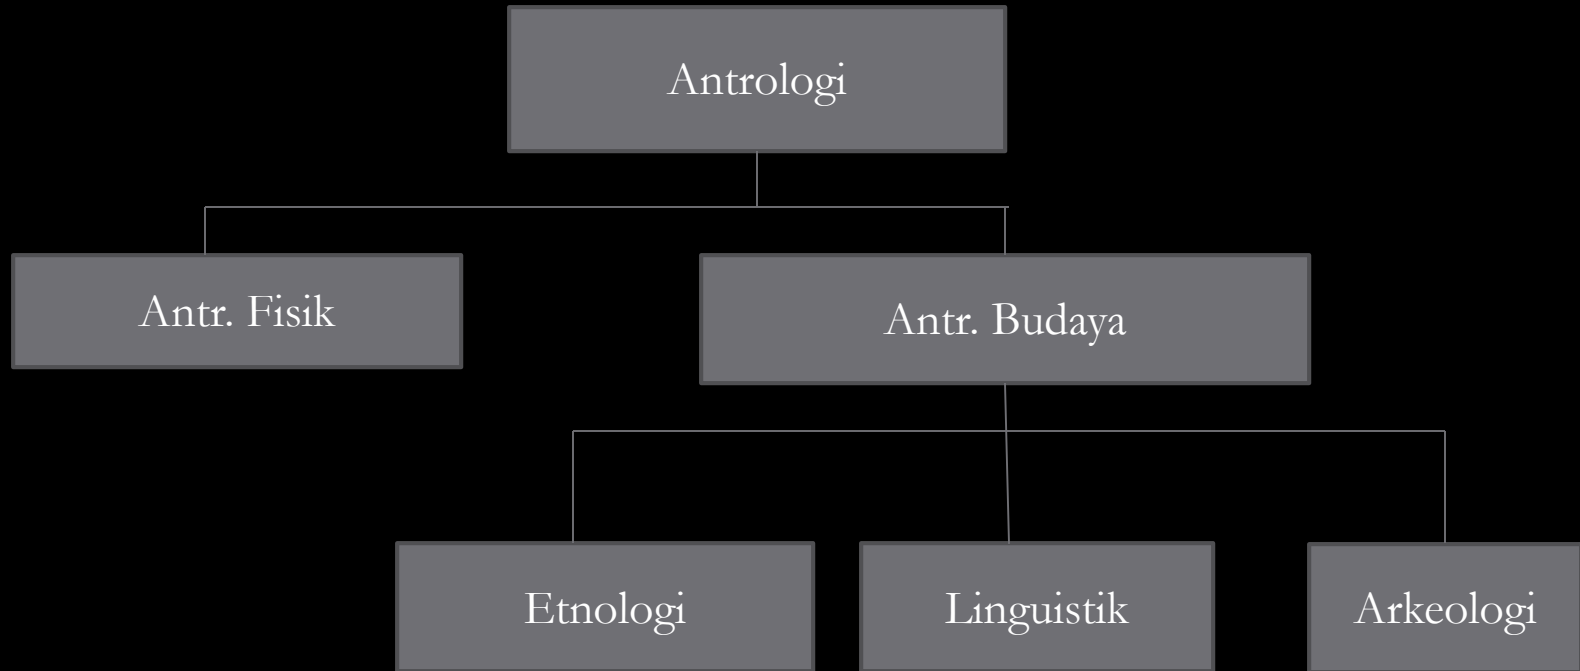 Antrologi
Antr. Fisik
Antr. Budaya
Etnologi
Linguistik
Arkeologi